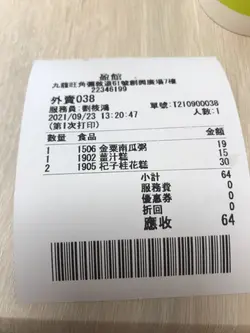 龍館
九龍旺角彌敦道61號創興廣場7樓
22346199
外賣038
服務員:劉筱鴻
單號:I210900038
2021/09/23 13:20:47
人數:1
(第1次打印)
數量 食品 金額
1 1506 金粟南瓜粥 19
1 1902 薑汁糕 15
2 1905 杞子桂花糕 30
小計 64
服務費 0
優惠券 0
折回 0
應收 64